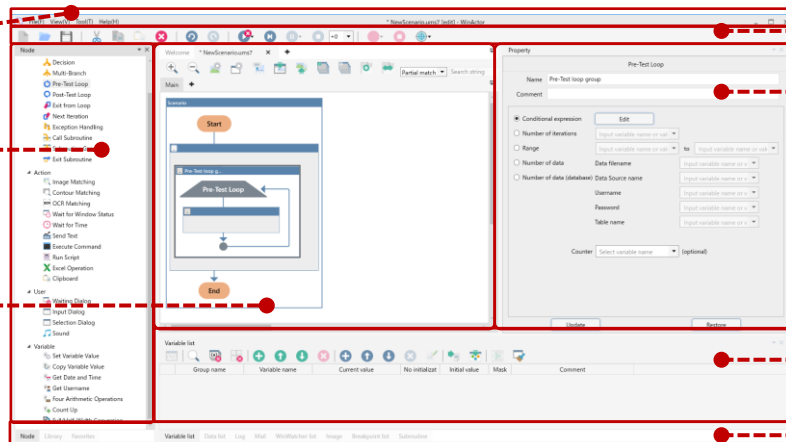 File(F) View(V) Tool(T) Help(H)
* NewScenario.ums7 [edit] - WinActor
Node
Decision
Multi-Branch
Pre-Test Loop
Post-Test Loop
Exit from Loop
Next Iteration
Exception Handling
Call Subroutine
Exit Subroutine
Action
Image Matching
Contour Matching
OCR Matching
Wait for Window Status
Wait for Time
Send Text
Execute Command
Run Script
Excel Operation
Clipboard
User
Waiting Dialog
Input Dialog
Selection Dialog
Sound
Variable
Set Variable Value
Copy Variable Value
Get Date and Time
Get Username
Four Arithmetic Operations
Count Up
Node Library Favorites
Welcome * NewScenario.ums7 × +
Partial match Search string
Main +
Scenario
Start
Pre-Test loop g...
Pre-Test Loop
End
Property
Pre-Test Loop
Name Pre-Test loop group
Comment
Conditional expression Edit
Number of iterations Input variable name or val
Range Input variable name or val to Input variable name or val
Number of data Data filename Input variable name or v
Number of data (database) Data Source name Input variable name or v
Username Input variable name or v
Password Input variable name or v
Table name Input variable name or v
Counter Select variable name (optional)
Update Restore
Variable list
Group name Variable name Current value No initializat Initial value Mask Comment
Variable list Data list Log Mail WinWatcher list Image Breakpoint list Subroutine